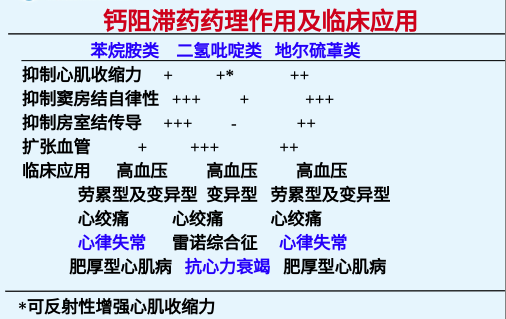 钙阻滞药药理作用及临床应用
苯烷胺类 二氢吡啶类 地尔硫䓬类
抑制心肌收缩力 + +* ++
抑制窦房结自律性 +++ + +++
抑制房室结传导 +++ - ++
扩张血管 + +++ ++
临床应用 高血压 高血压 高血压
劳累型及变异型 变异型 劳累型及变异型
心绞痛 心绞痛 心绞痛
心律失常 雷诺综合征 心律失常
肥厚型心肌病 抗心力衰竭 肥厚型心肌病
*可反射性增强心肌收缩力